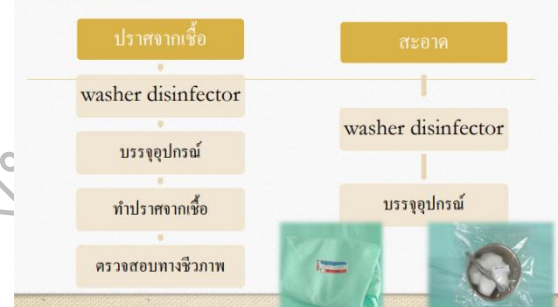 ปราศจากเชื้อ
washer disinfector
บรรจุอุปกรณ์
ทำปราศจากเชื้อ
ตรวจสอบทางชีวภาพ
สะอาด
washer disinfector
บรรจุอุปกรณ์